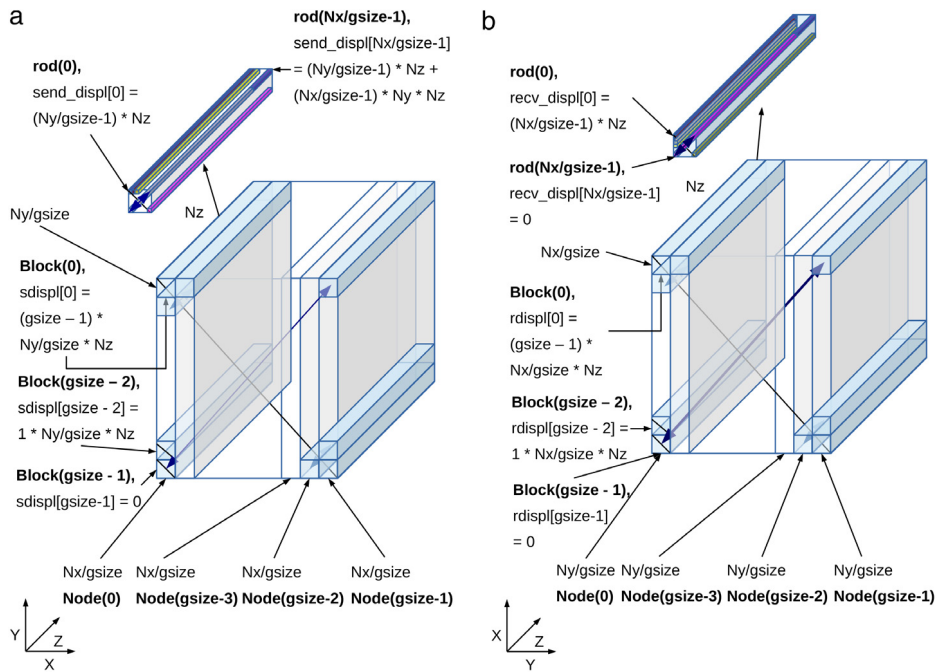 a
rod(0),
send_displ[0] =
(Ny/gsize-1) * Nz
rod(Nx/gsize-1),
send_displ[Nx/gsize-1]
= (Ny/gsize-1) * Nz +
(Nx/gsize-1) * Ny * Nz
Nz
Ny/gsize
Block(0),
sdispl[0] =
(gsize – 1) *
Ny/gsize * Nz
Block(gsize – 2),
sdispl[gsize - 2] =
1 * Ny/gsize * Nz
Block(gsize - 1),
sdispl[gsize-1] = 0
Nx/gsize Nx/gsize Nx/gsize Nx/gsize
Node(0) Node(gsize-3) Node(gsize-2) Node(gsize-1)
Y
Z
X
b
rod(0),
recv_displ[0] =
(Nx/gsize-1) * Nz
rod(Nx/gsize-1),
recv_displ[Nx/gsize-1]
= 0
Nz
Nx/gsize
Block(0),
rdispl[0] =
(gsize – 1) *
Nx/gsize * Nz
Block(gsize – 2),
rdispl[gsize - 2] =
1 * Nx/gsize * Nz
Block(gsize - 1),
rdispl[gsize-1]
= 0
Ny/gsize Ny/gsize Ny/gsize Ny/gsize
Node(0) Node(gsize-3) Node(gsize-2) Node(gsize-1)
X
Z
Y